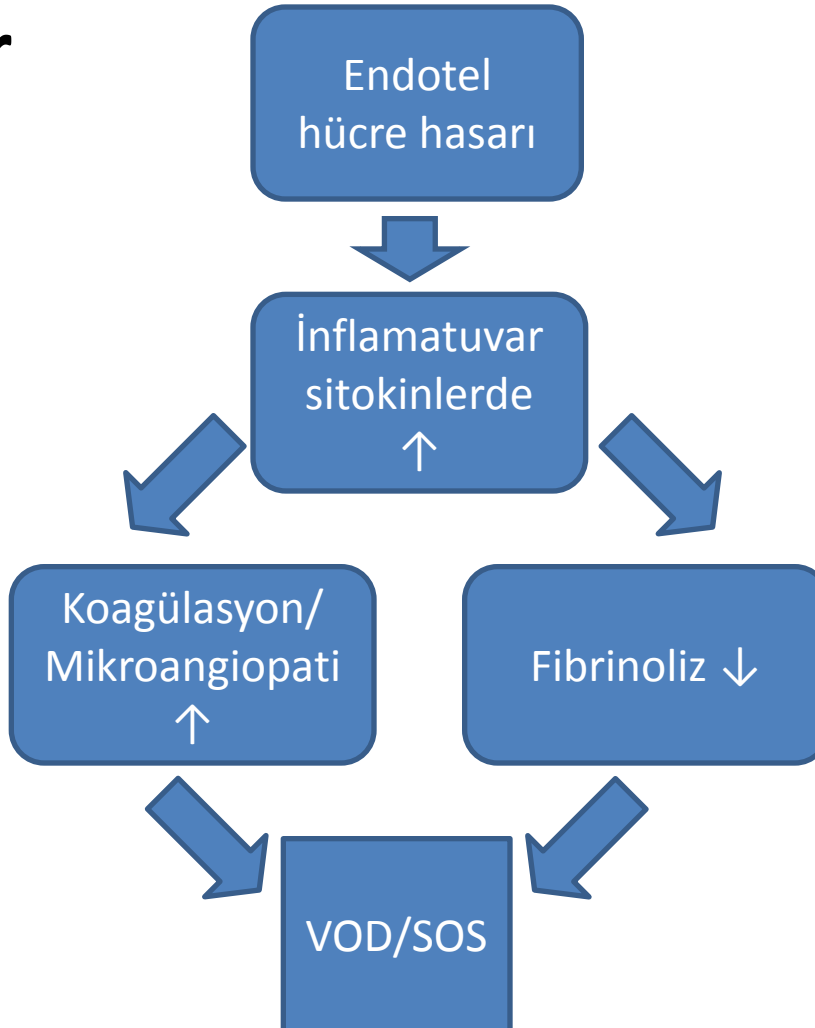 r
Endotel
hücre hasarı
İnflamatuvar
sitokinlerde
↑
Koagülasyon/
Mikroangiopati
↑
Fibrinoliz ↓
VOD/SOS